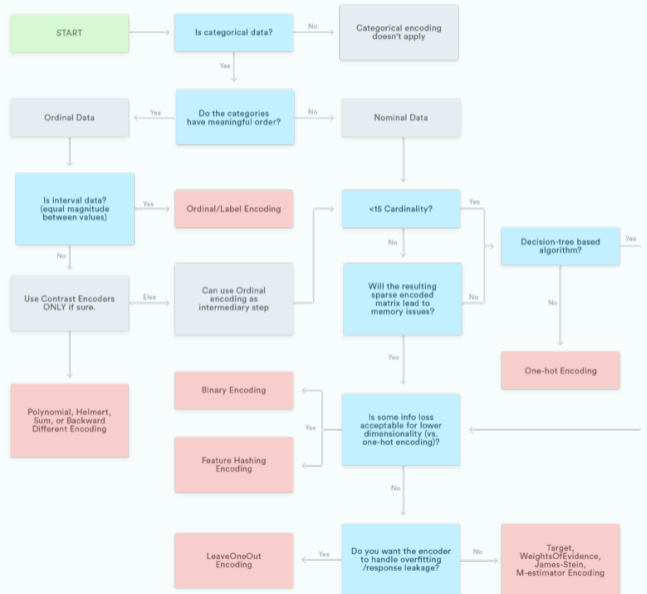 START
Is categorical data?
No
Categorical encoding
doesn't apply
Yes
Ordinal Data
Yes
Do the categories
have meaningful order?
No
Nominal Data
Is interval data?
(equal magnitude
between values)
Yes
Ordinal/Label Encoding
<15 Cardinality?
Yes
Decision-tree based
algorithm?
Yes
No
No
Use Contrast Encoders
ONLY if sure.
Else
Can use Ordinal
encoding as
intermediary step
Will the resulting
sparse encoded
matrix lead to
memory issues?
No
No
One-hot Encoding
Yes
Polynomial, Helmert,
Sum, or Backward
Different Encoding
Binary Encoding
Yes
Feature Hashing
Encoding
Is some info loss
acceptable for lower
dimensionality (vs.
one-hot encoding)?
No
LeaveOneOut
Encoding
Yes
Do you want the encoder
to handle overfitting
/response leakage?
No
Target,
WeightsOfEvidence,
James-Stein,
M-estimator Encoding